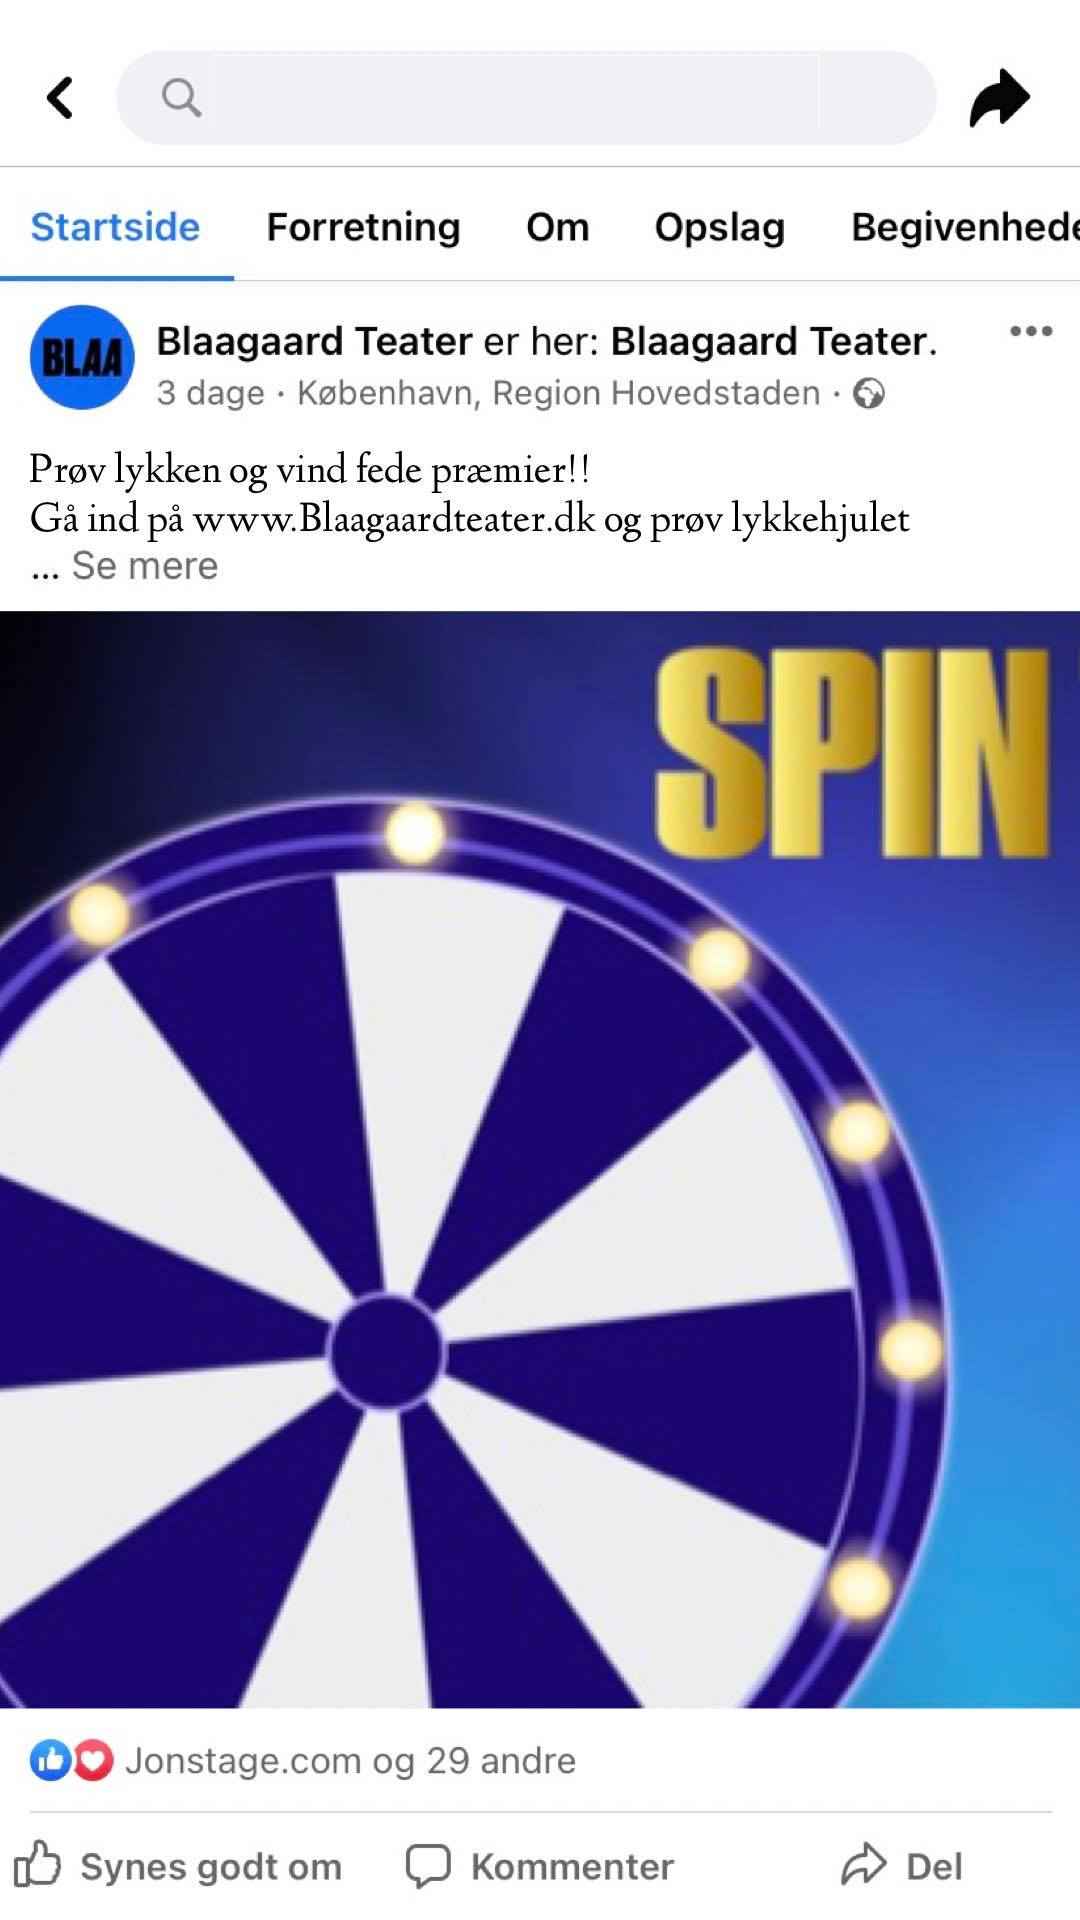 Startside Forretning Om Opslag Begivenhede
BLAA
Blaagaard Teater er her: Blaagaard Teater.
3 dage · København, Region Hovedstaden ·
Prøv lykken og vind fede præmier!!
Gå ind på www.Blaagaardteater.dk og prøv lykkehjulet
... Se mere
SPIN
Jonstage.com og 29 andre
Synes godt om Kommenter Del